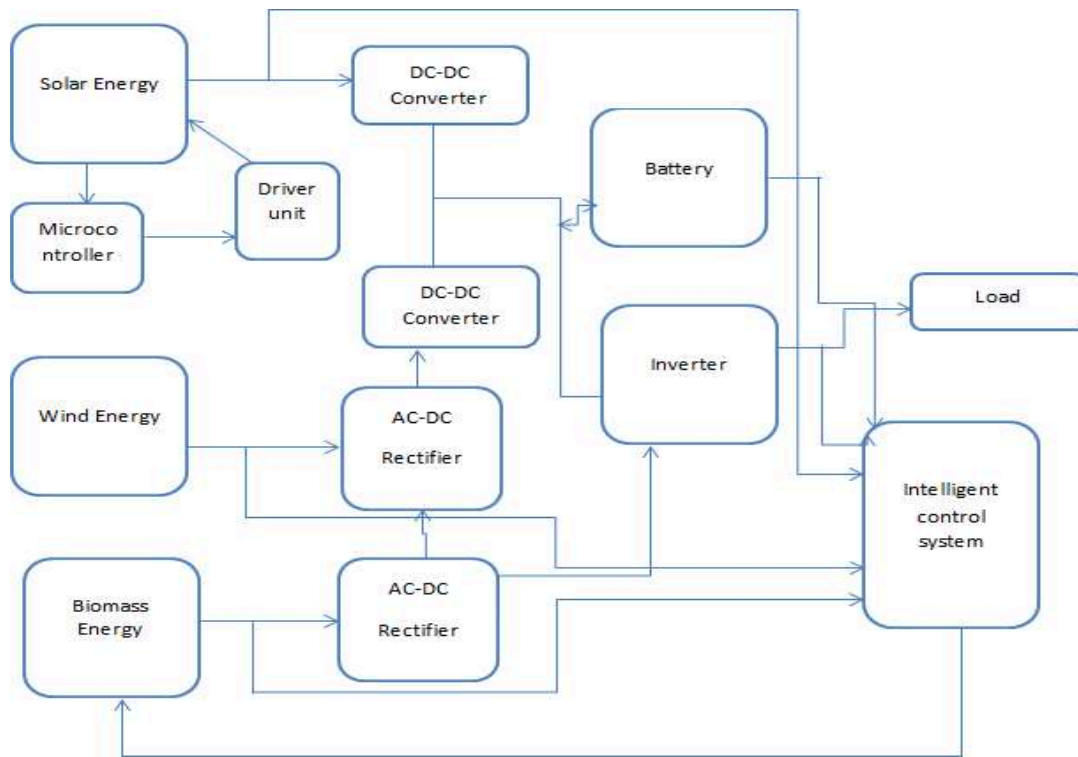 Solar Energy
DC-DC
Converter
Battery
Driver
unit
Microco
ntroller
DC-DC
Converter
Load
Inverter
Wind Energy
AC-DC
Rectifier
Intelligent
control
system
Biomass
Energy
AC-DC
Rectifier